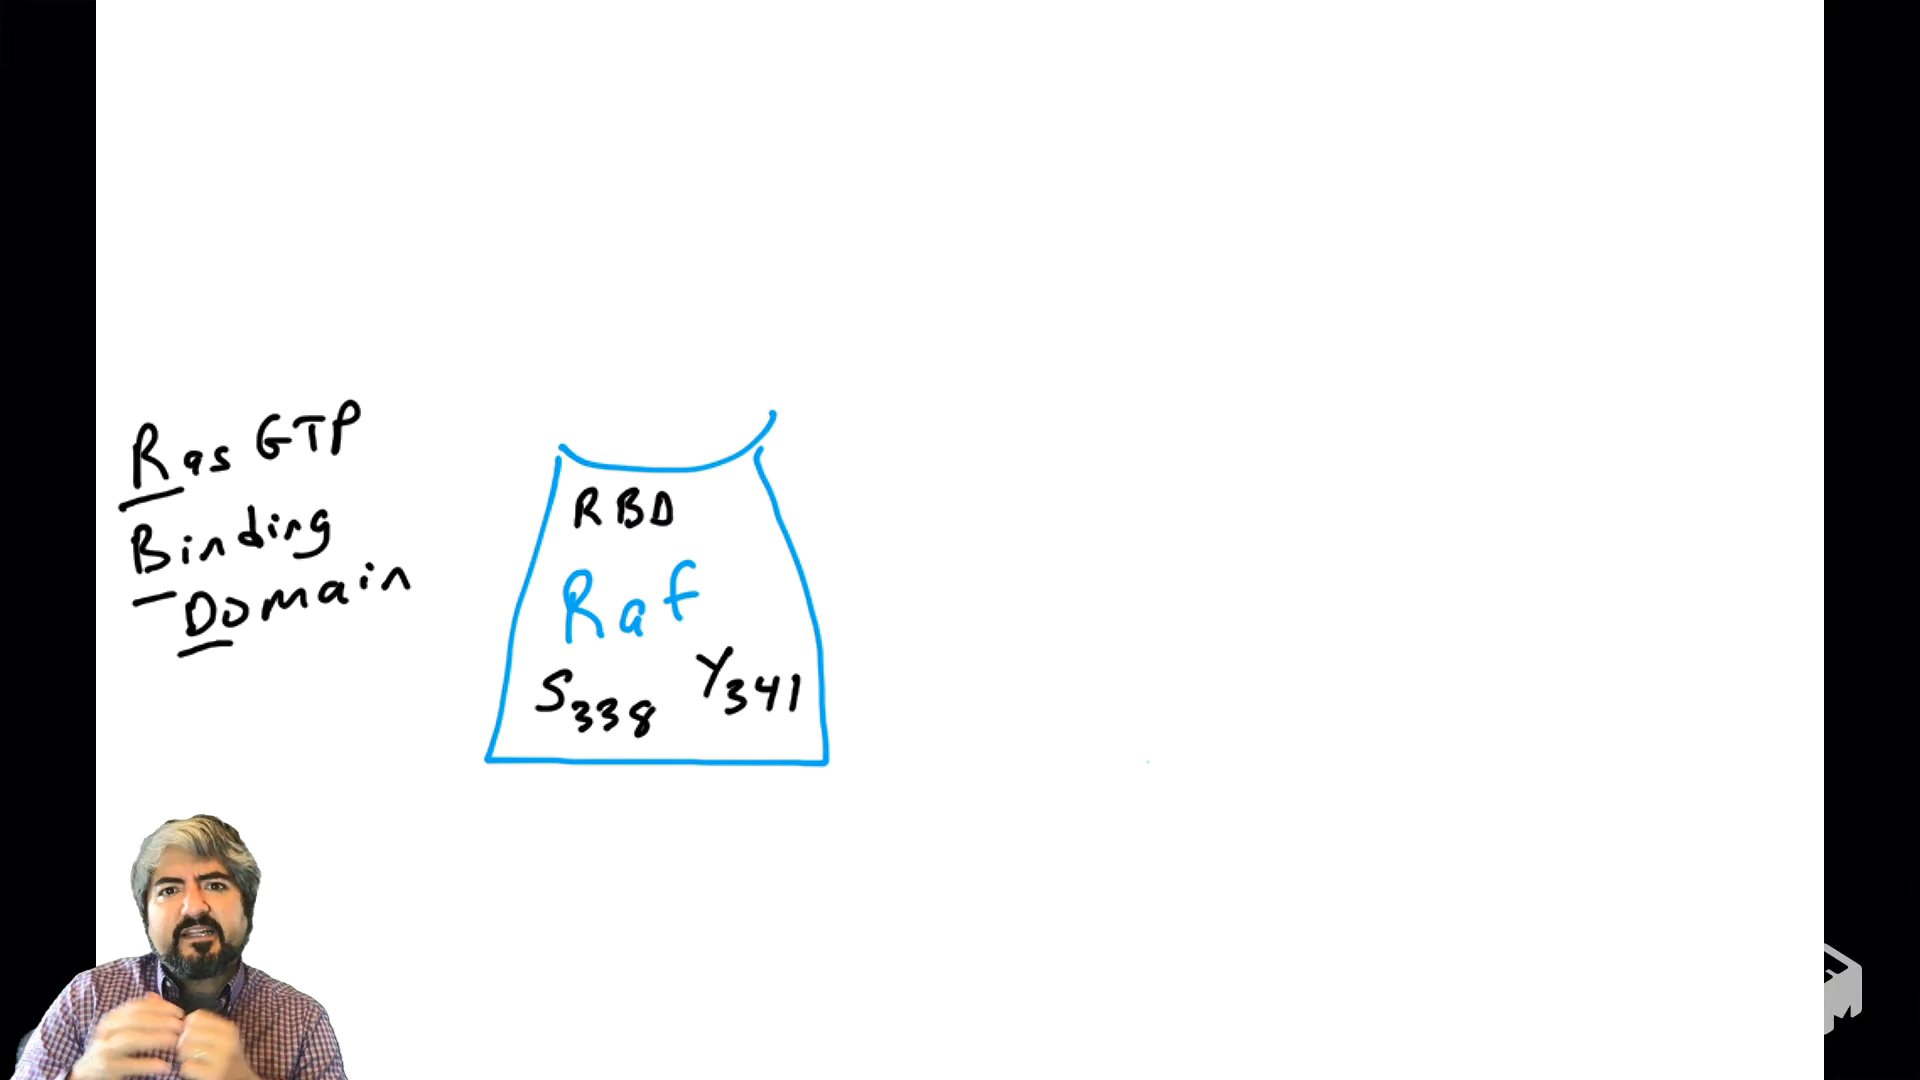 Ras GTP
Binding
Domain
RBD
Raf
S338 Y341